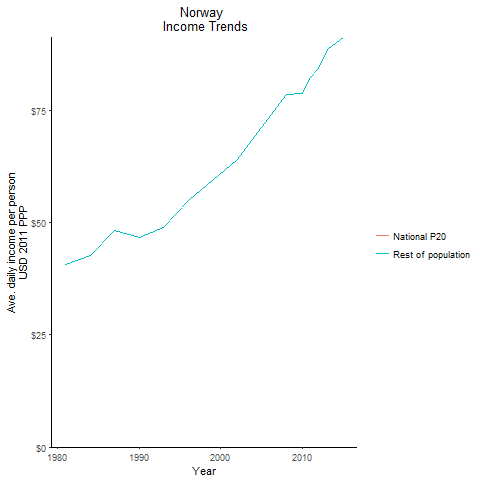 Norway
Income Trends
Ave. daily income per person
USD 2011 PPP
$75
$50
$25
$0
1980
1990
2000
2010
Year
National P20
Rest of population